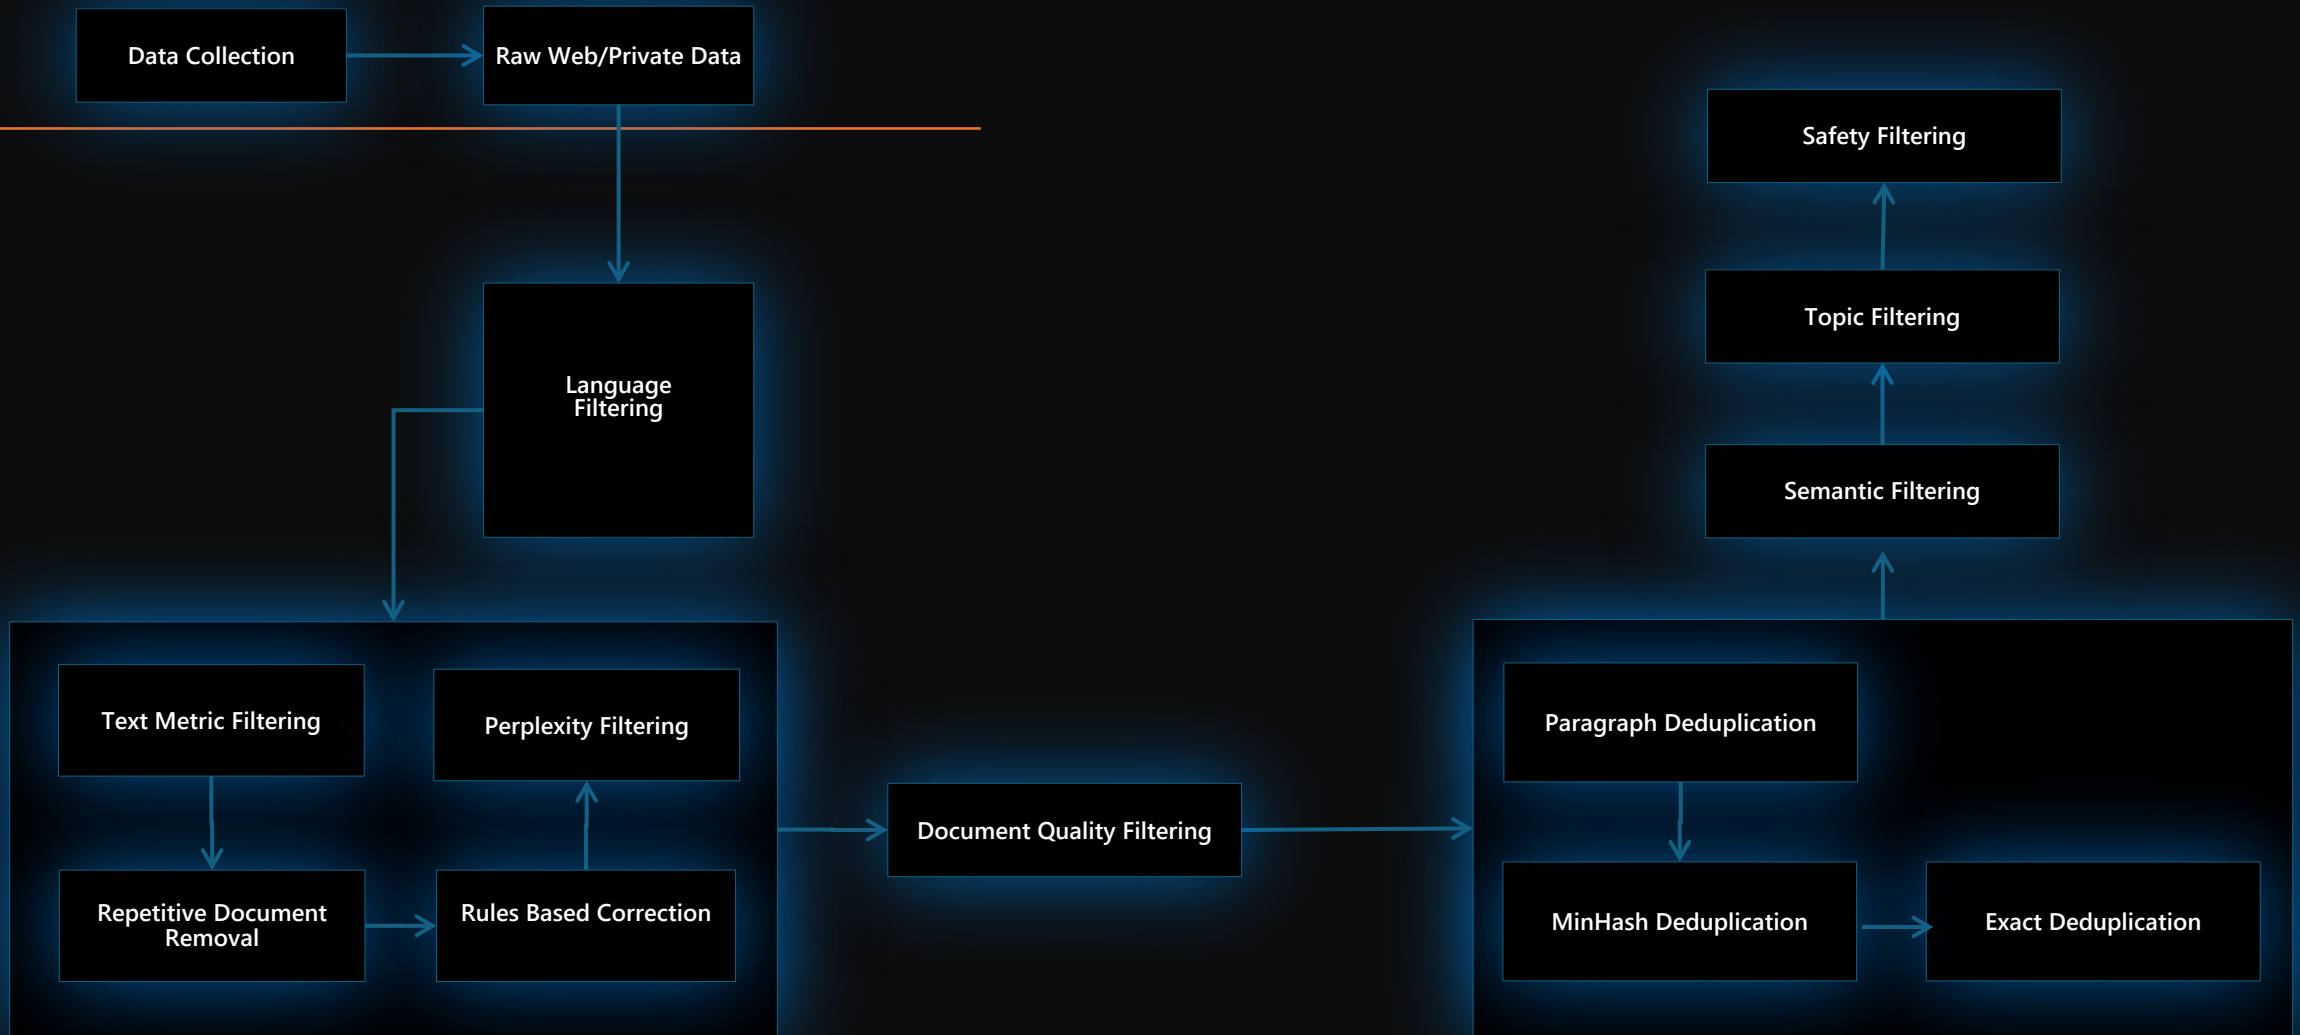 Data Collection
Raw Web/Private Data
Safety Filtering
Topic Filtering
Language
Filtering
Semantic Filtering
Text Metric Filtering
Perplexity Filtering
Paragraph Deduplication
Document Quality Filtering
Repetitive Document
Removal
Rules Based Correction
MinHash Deduplication
Exact Deduplication